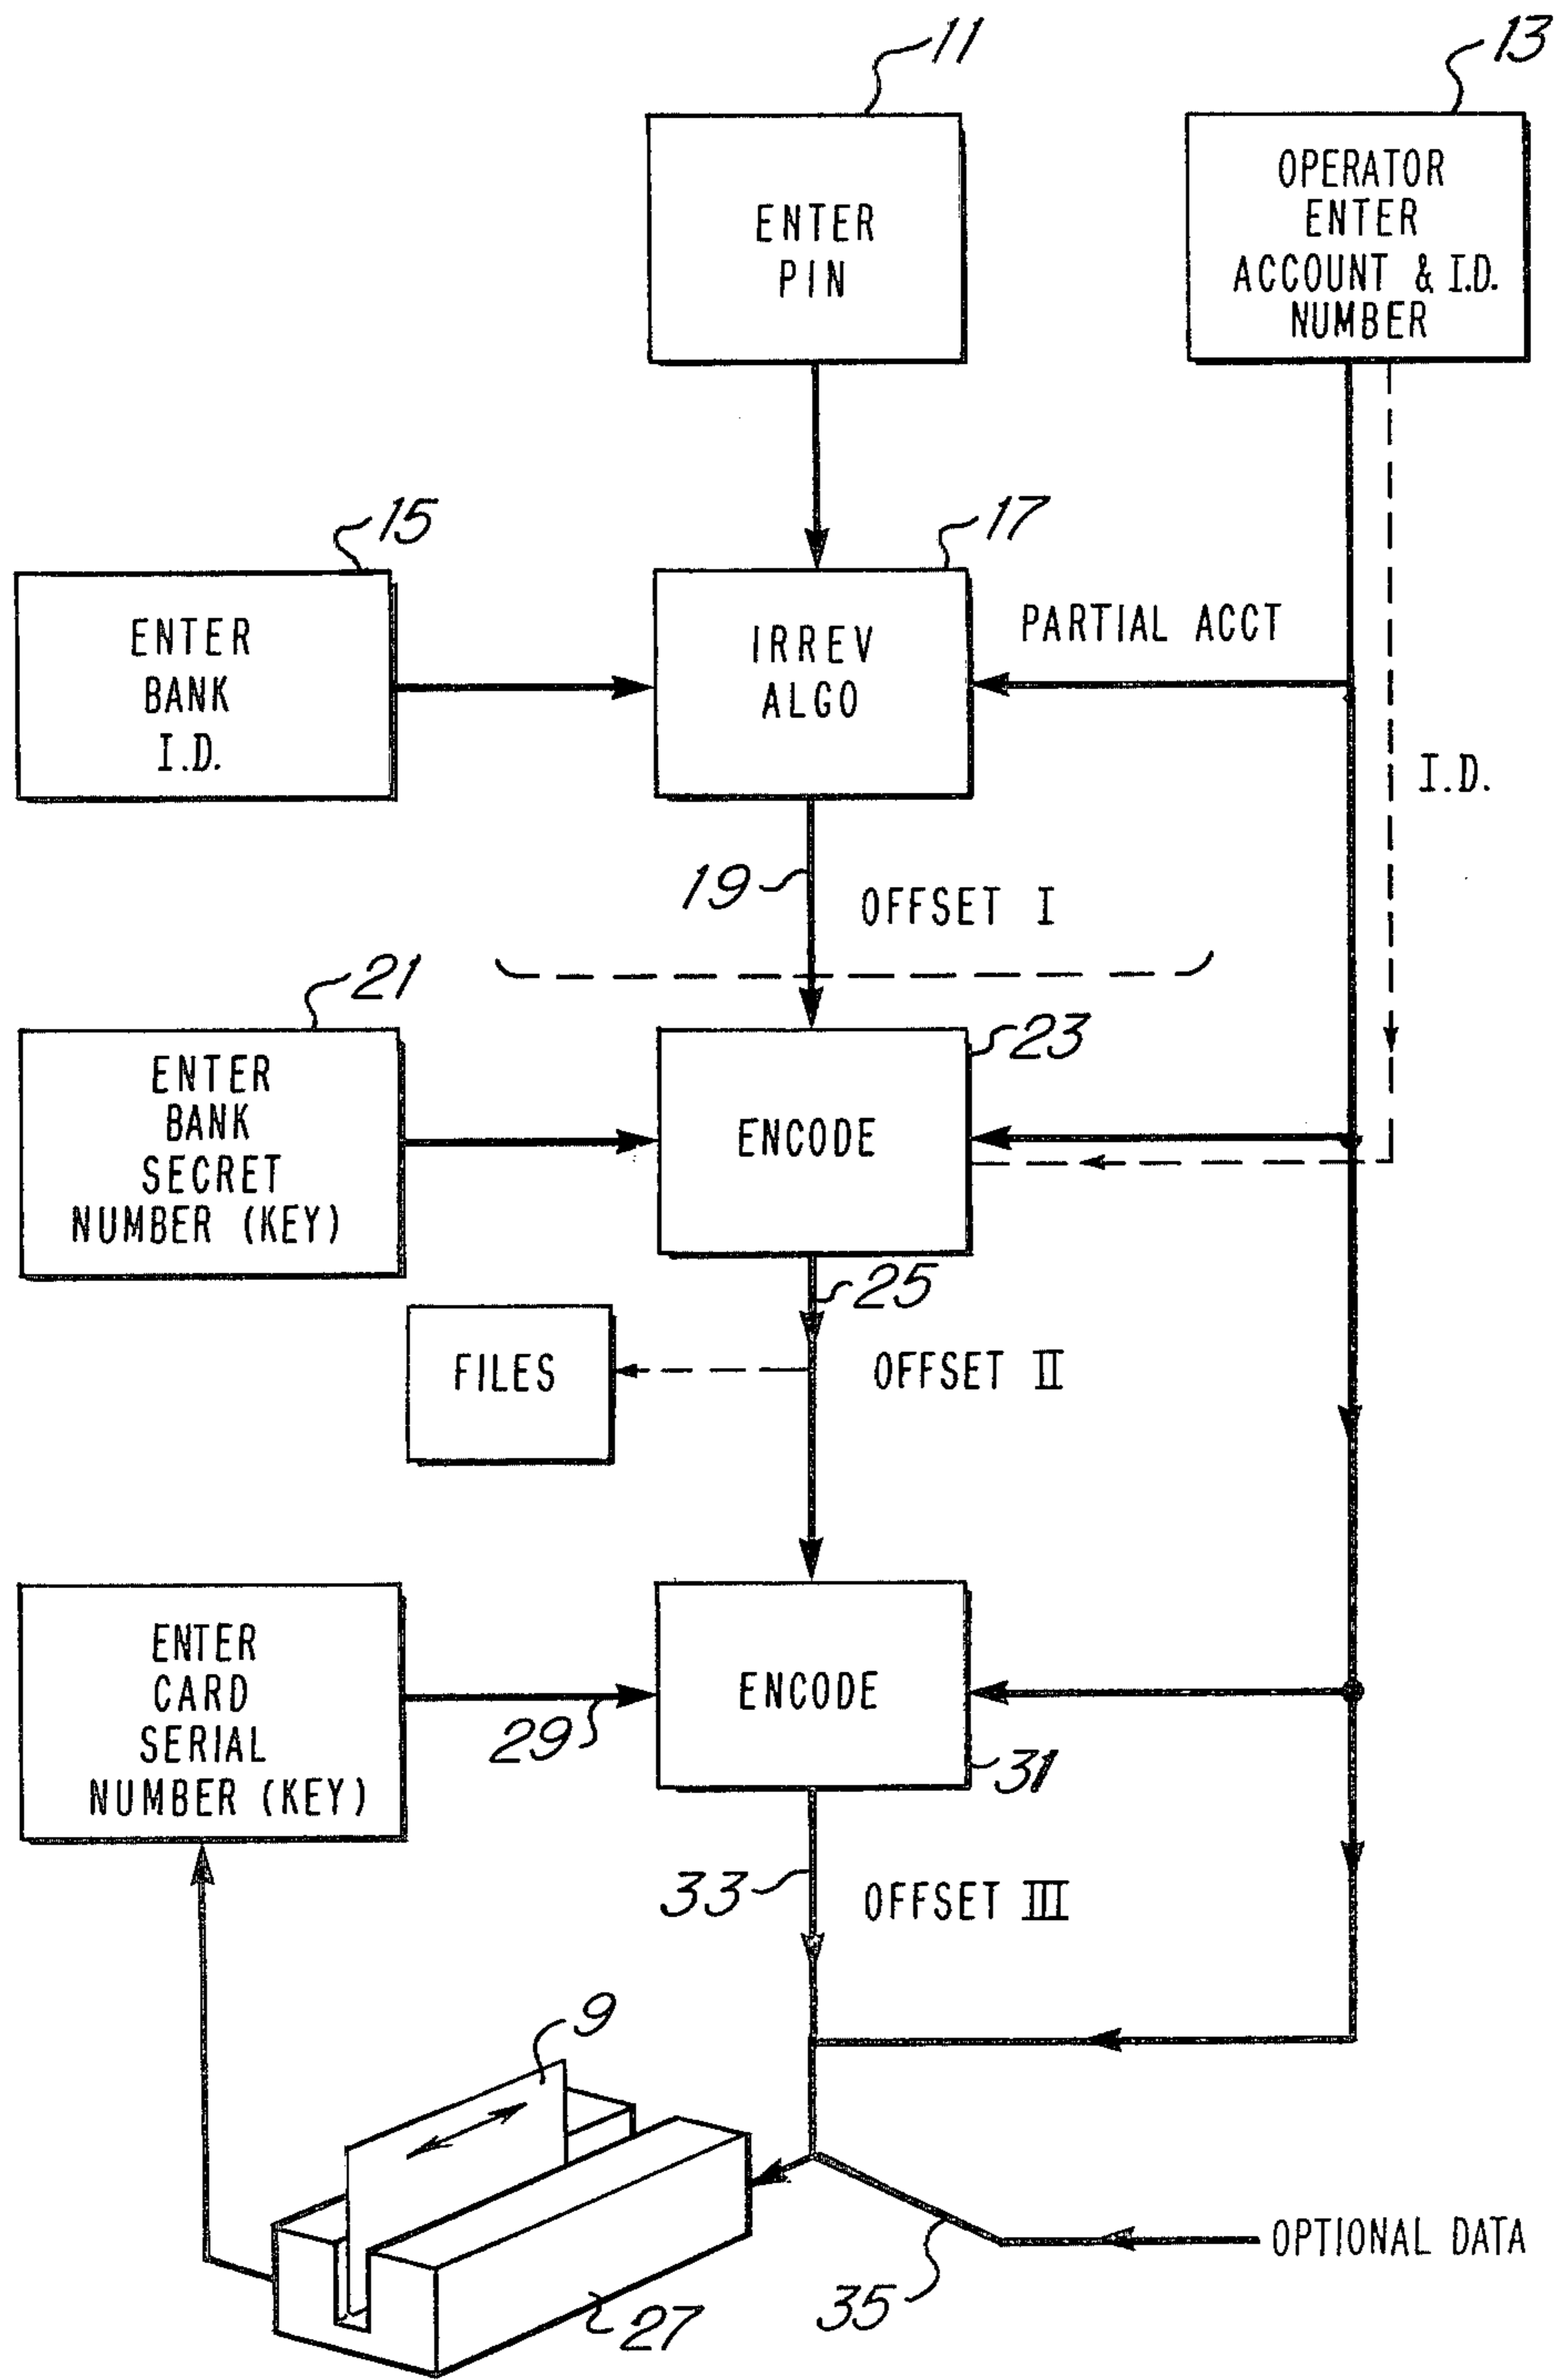 11
13
ENTER
PIN
OPERATOR
ENTER
ACCOUNT & I.D.
NUMBER
15
17
ENTER
BANK
I.D.
IRREV
ALGO
PARTIAL ACCT
I.D.
19
OFFSET I
21
23
ENTER
BANK
SECRET
NUMBER (KEY)
ENCODE
25
FILES
OFFSET II
ENTER
CARD
SERIAL
NUMBER (KEY)
29
ENCODE
31
33
OFFSET III
9
27
35
OPTIONAL DATA